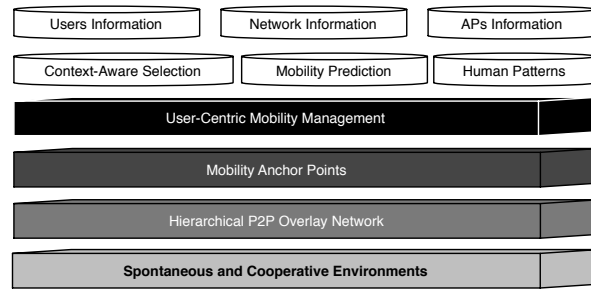 Users Information
Network Information
APs Information
Context-Aware Selection
Mobility Prediction
Human Patterns
User-Centric Mobility Management
Mobility Anchor Points
Hierarchical P2P Overlay Network
Spontaneous and Cooperative Environments